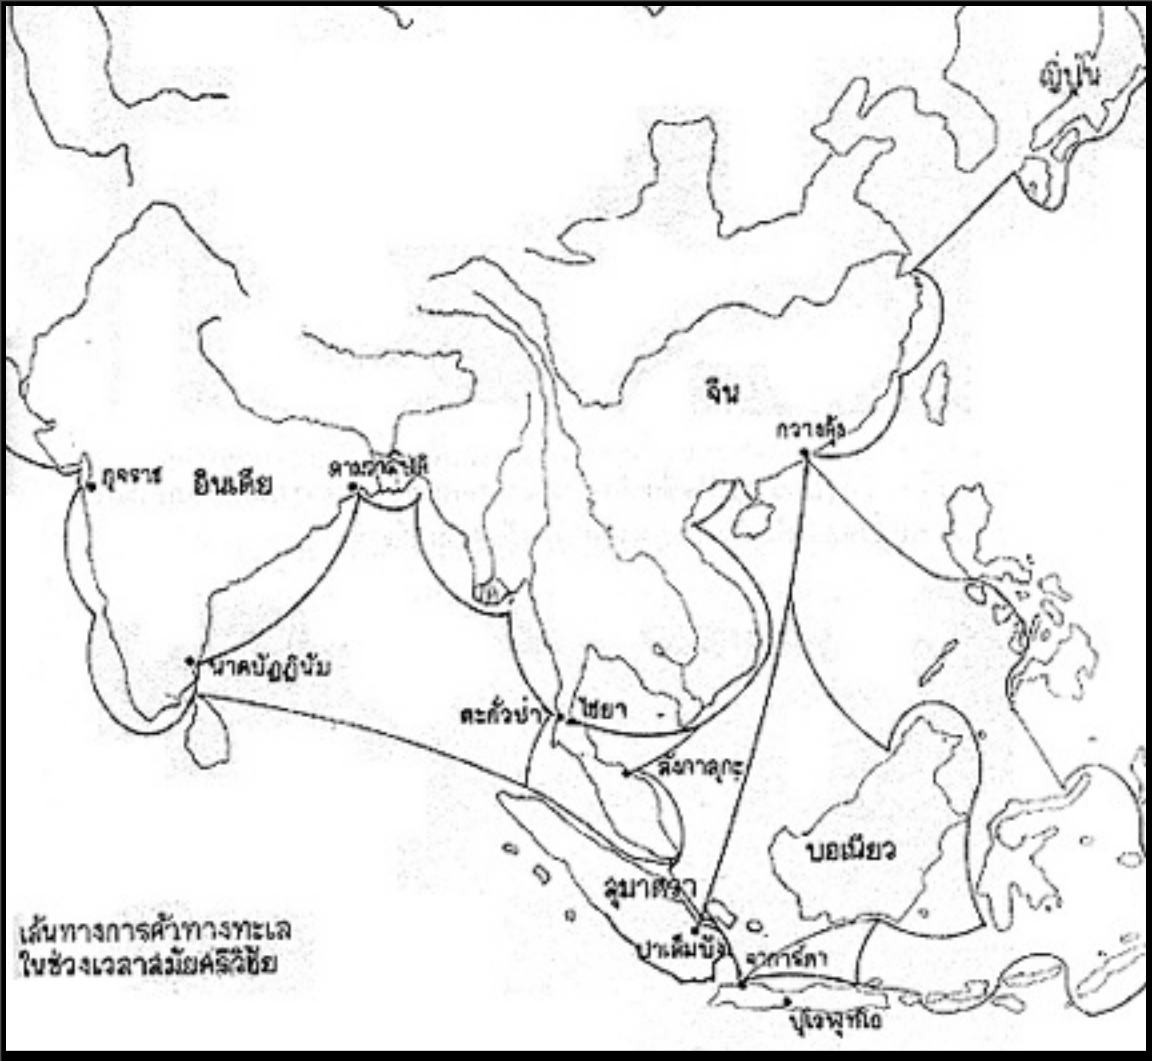 ญี่ปุ่น
จีน
กวางตุ้ง
กุจราช
อินเดีย
นาคปัฏฏินัม
ตะกั่วป่า
ไชยา
ลังกาสุกะ
บอเนียว
สุมาตรา
ปาเล็มบัง
จาการ์ตา
บุโรพุทโธ
เส้นทางการค้าทางทะเล
ในช่วงเวลาสมัยศรีวิชัย